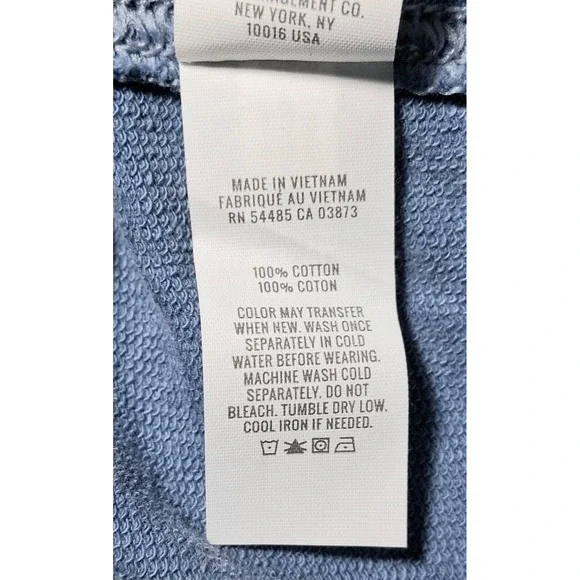 CO.
NEW YORK, NY
10016 USA
MADE IN VIETNAM
FABRIQUÉ AU VIETNAM
RN 54485 CA 03873
100% COTTON
100% COTON
COLOR MAY TRANSFER
WHEN NEW. WASH ONCE
SEPARATELY IN COLD
WATER BEFORE WEARING.
MACHINE WASH COLD
SEPARATELY. DO NOT
BLEACH. TUMBLE DRY LOW.
COOL IRON IF NEEDED.